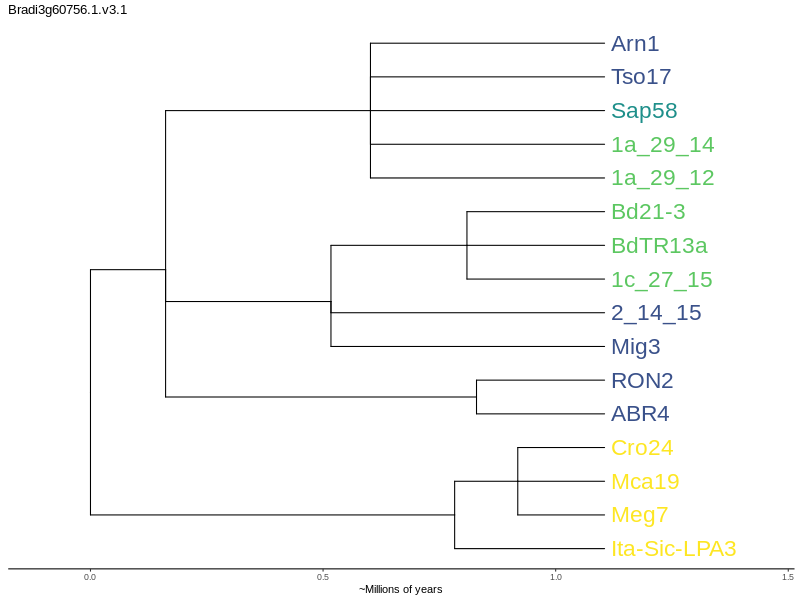 Bradi3g60756.1.v3.1
Arn1
Tso17
Sap58
1a_29_14
1a_29_12
Bd21-3
BdTR13a
1c_27_15
2_14_15
Mig3
RON2
ABR4
Cro24
Mca19
Meg7
Ita-Sic-LPA3
0.0 0.5 1.0 1.5
~Millions of years